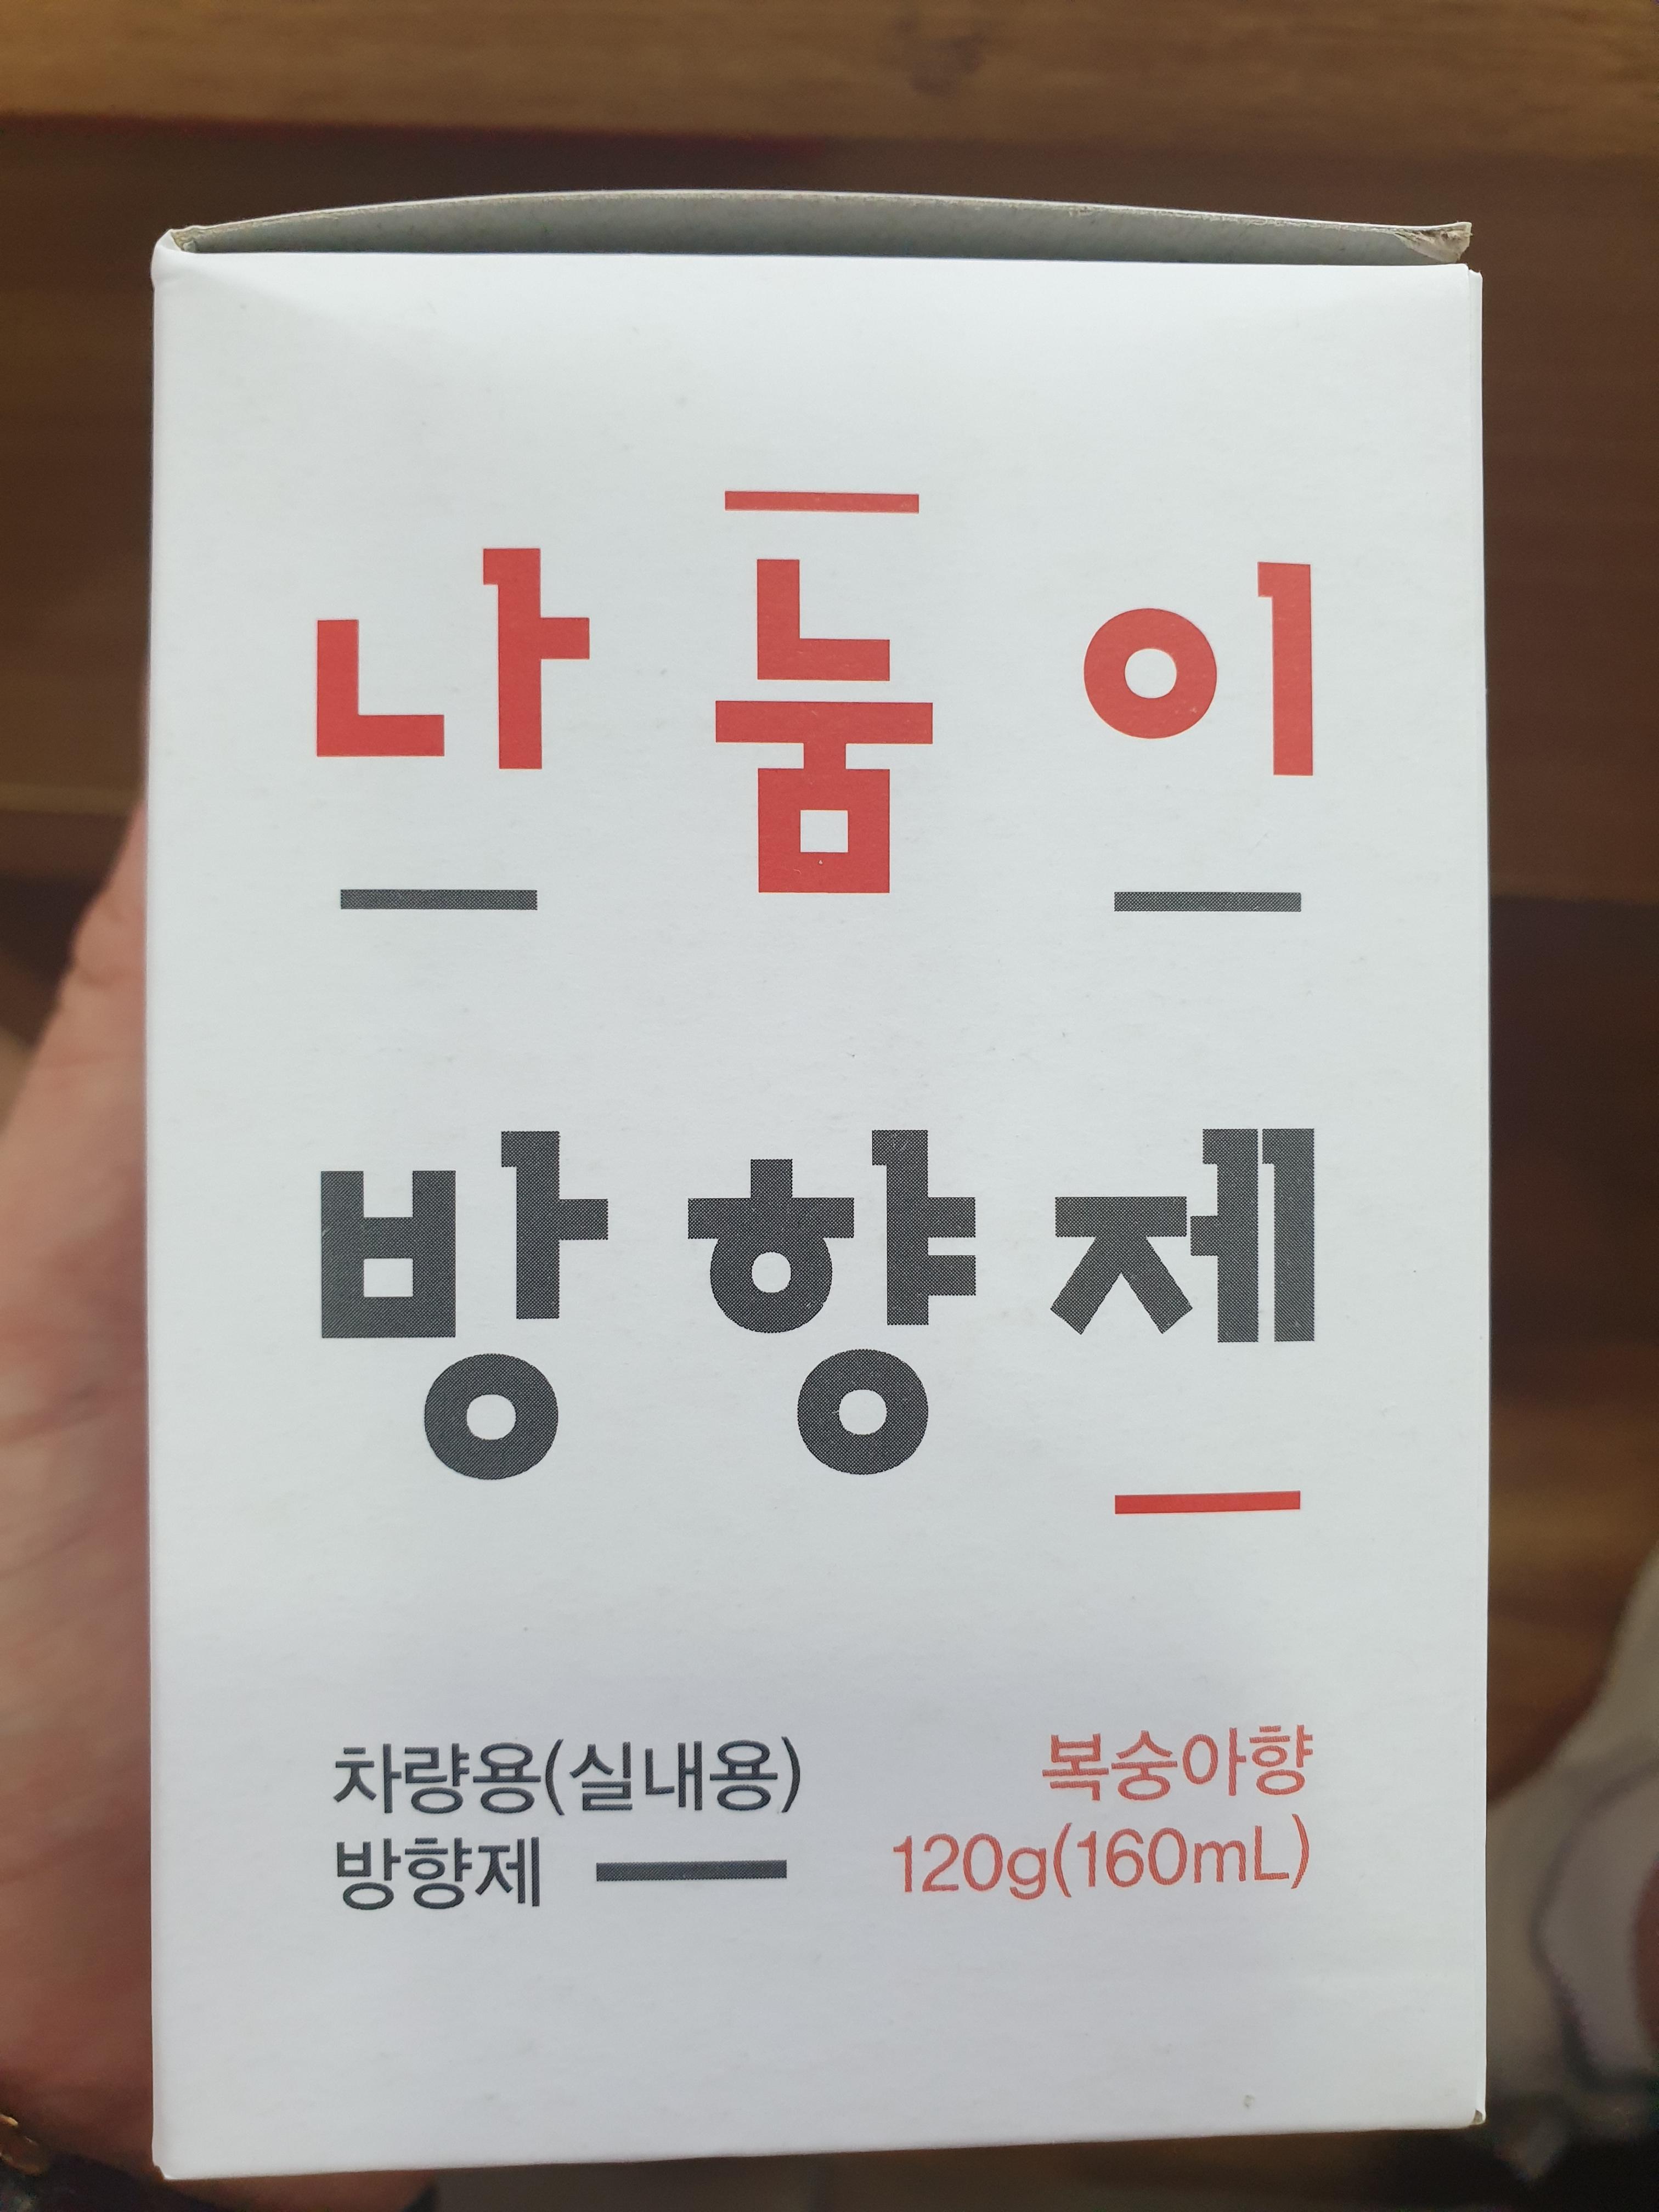 나눔이
방향제
차량용(실내용)
방향제
복숭아향
120g(160mL)